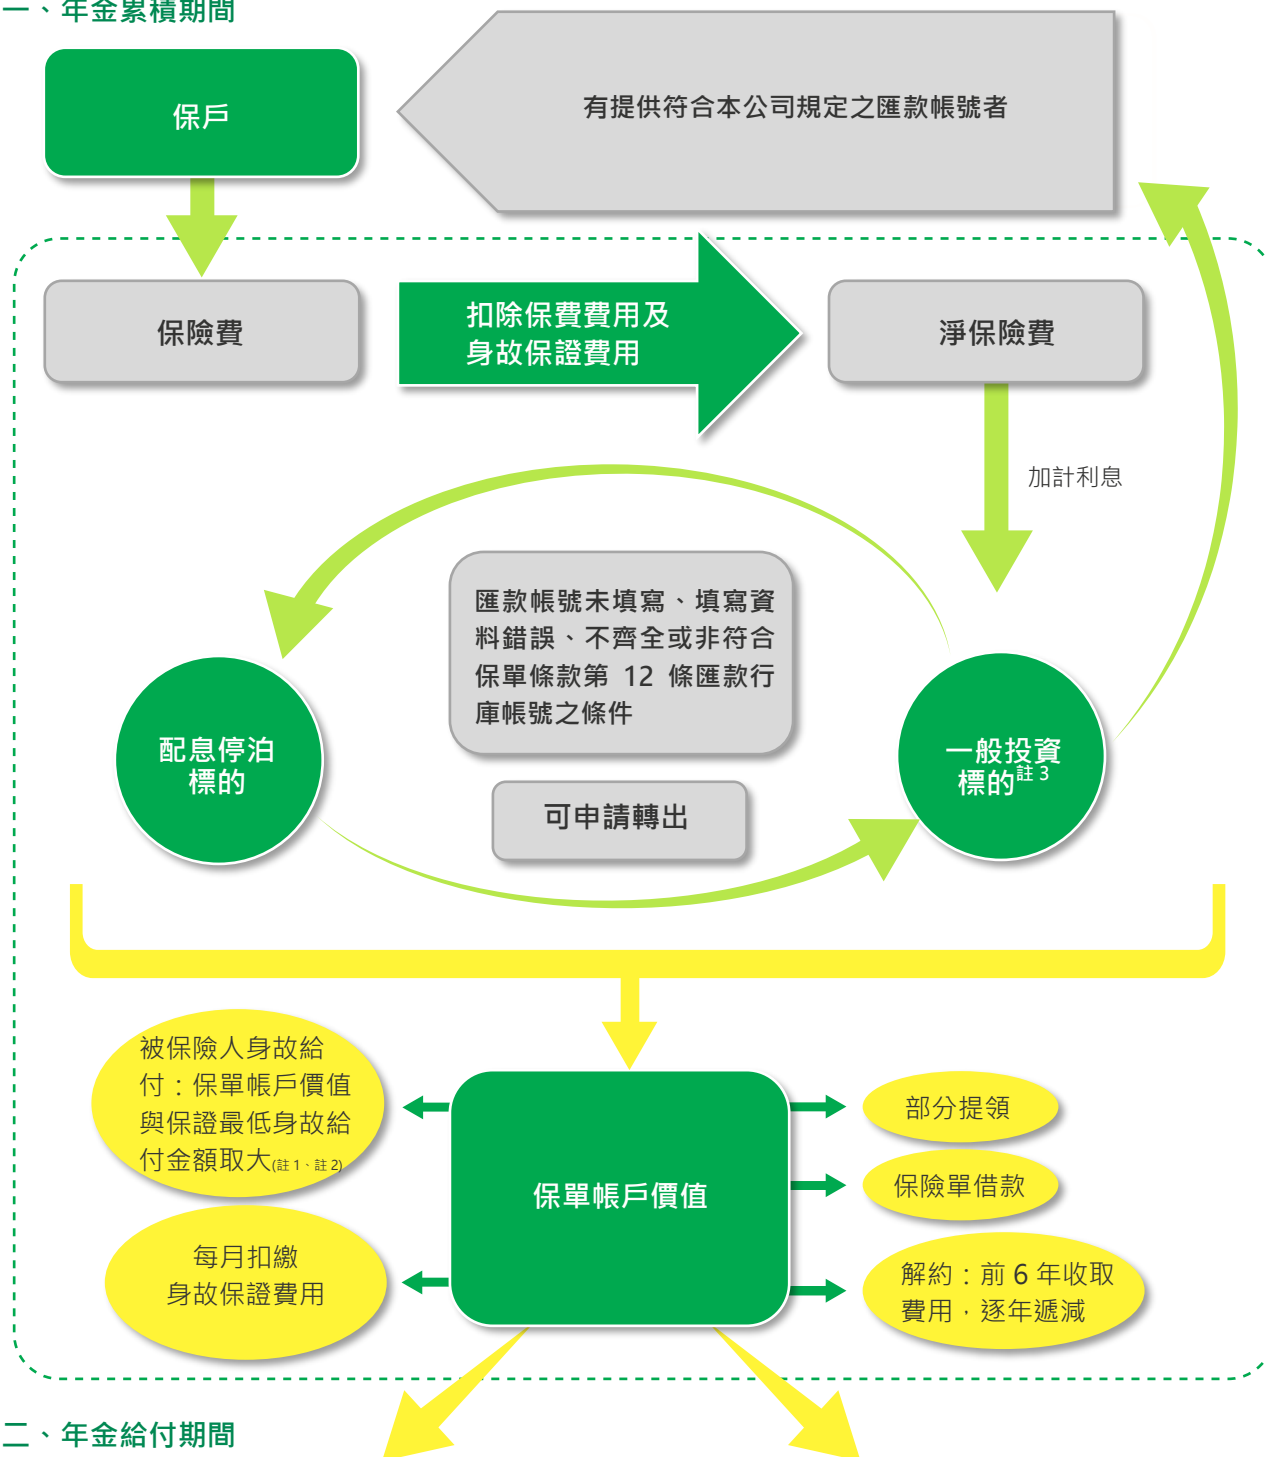 一、年金累積期間
保戶
有提供符合本公司規定之匯款帳號者
保險費
扣除保費費用及
身故保證費用
淨保險費
加計利息
匯款帳號未填寫、填寫資
料錯誤、不齊全或非符合
保單條款第 12 條匯款行
庫帳號之條件
配息停泊
標的
一般投資
標的註 3
可申請轉出
被保險人身故給
付：保單帳戶價值
與保證最低身故給
付金額取大(註 1、註 2)
部分提領
保險單借款
保單帳戶價值
每月扣繳
身故保證費用
解約：前 6 年收取
費用，逐年遞減
二、年金給付期間